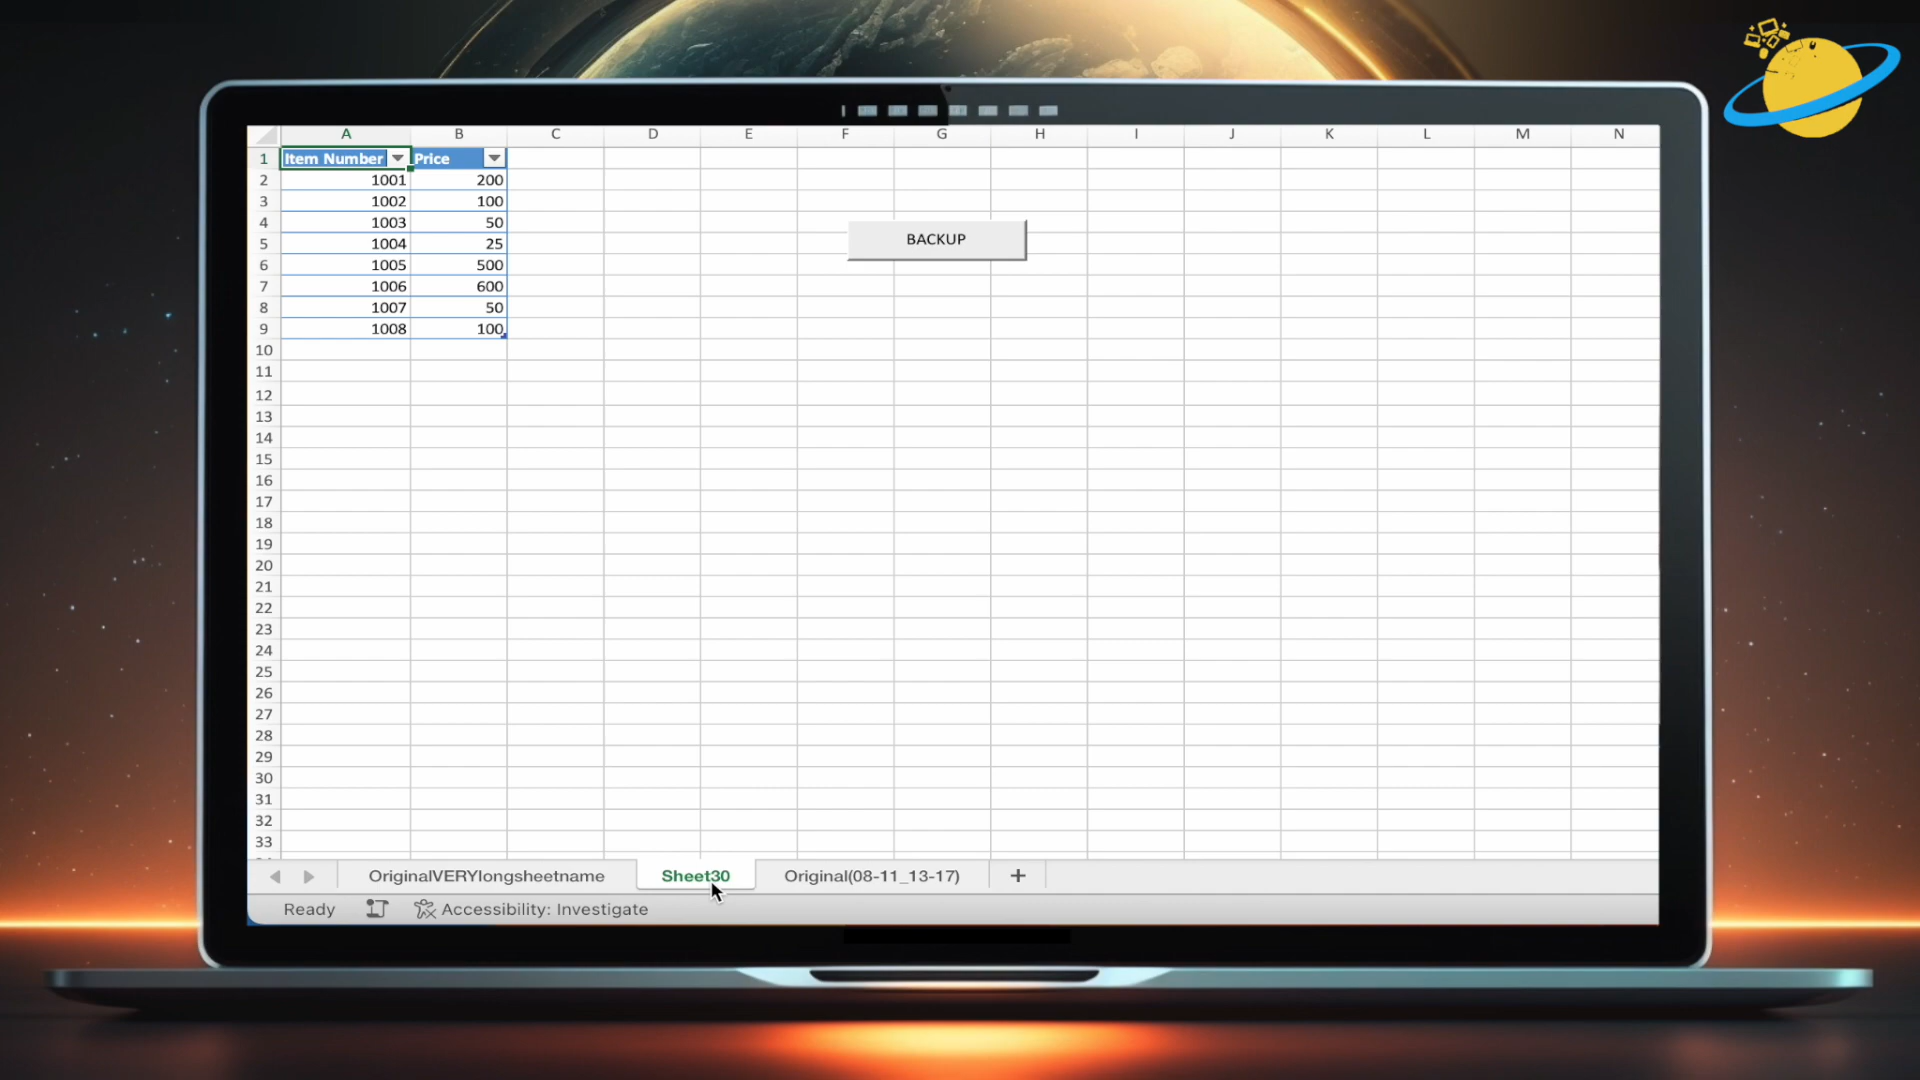 A B C D E F G H I J K L M N
1 Item Number Price
2 1001 200
3 1002 100
4 1003 50
5 1004 25
6 1005 500
7 1006 600
8 1007 50
9 1008 100
BACKUP
10
11
12
13
14
15
16
17
18
19
20
21
22
23
24
25
26
27
28
29
30
31
32
33
OriginalVERYlongsheetname Sheet30 Original(08-11_13-17) +
Ready Accessibility: Investigate